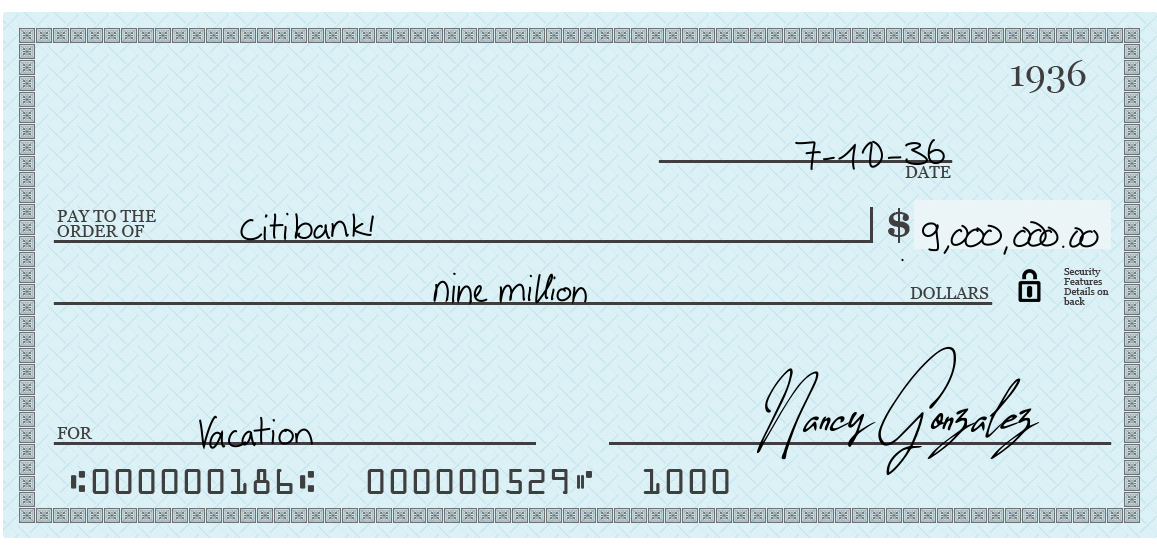 1936
7-10-36
DATE
PAY TO THE
ORDER OF
Citibank!
$ 9,000,000.00
nine million
DOLLARS
Security
Features
Details on
back
FOR
Vacation
Nancy Gonzalez
⑆000000186⑆ 000000529⑈ 1000